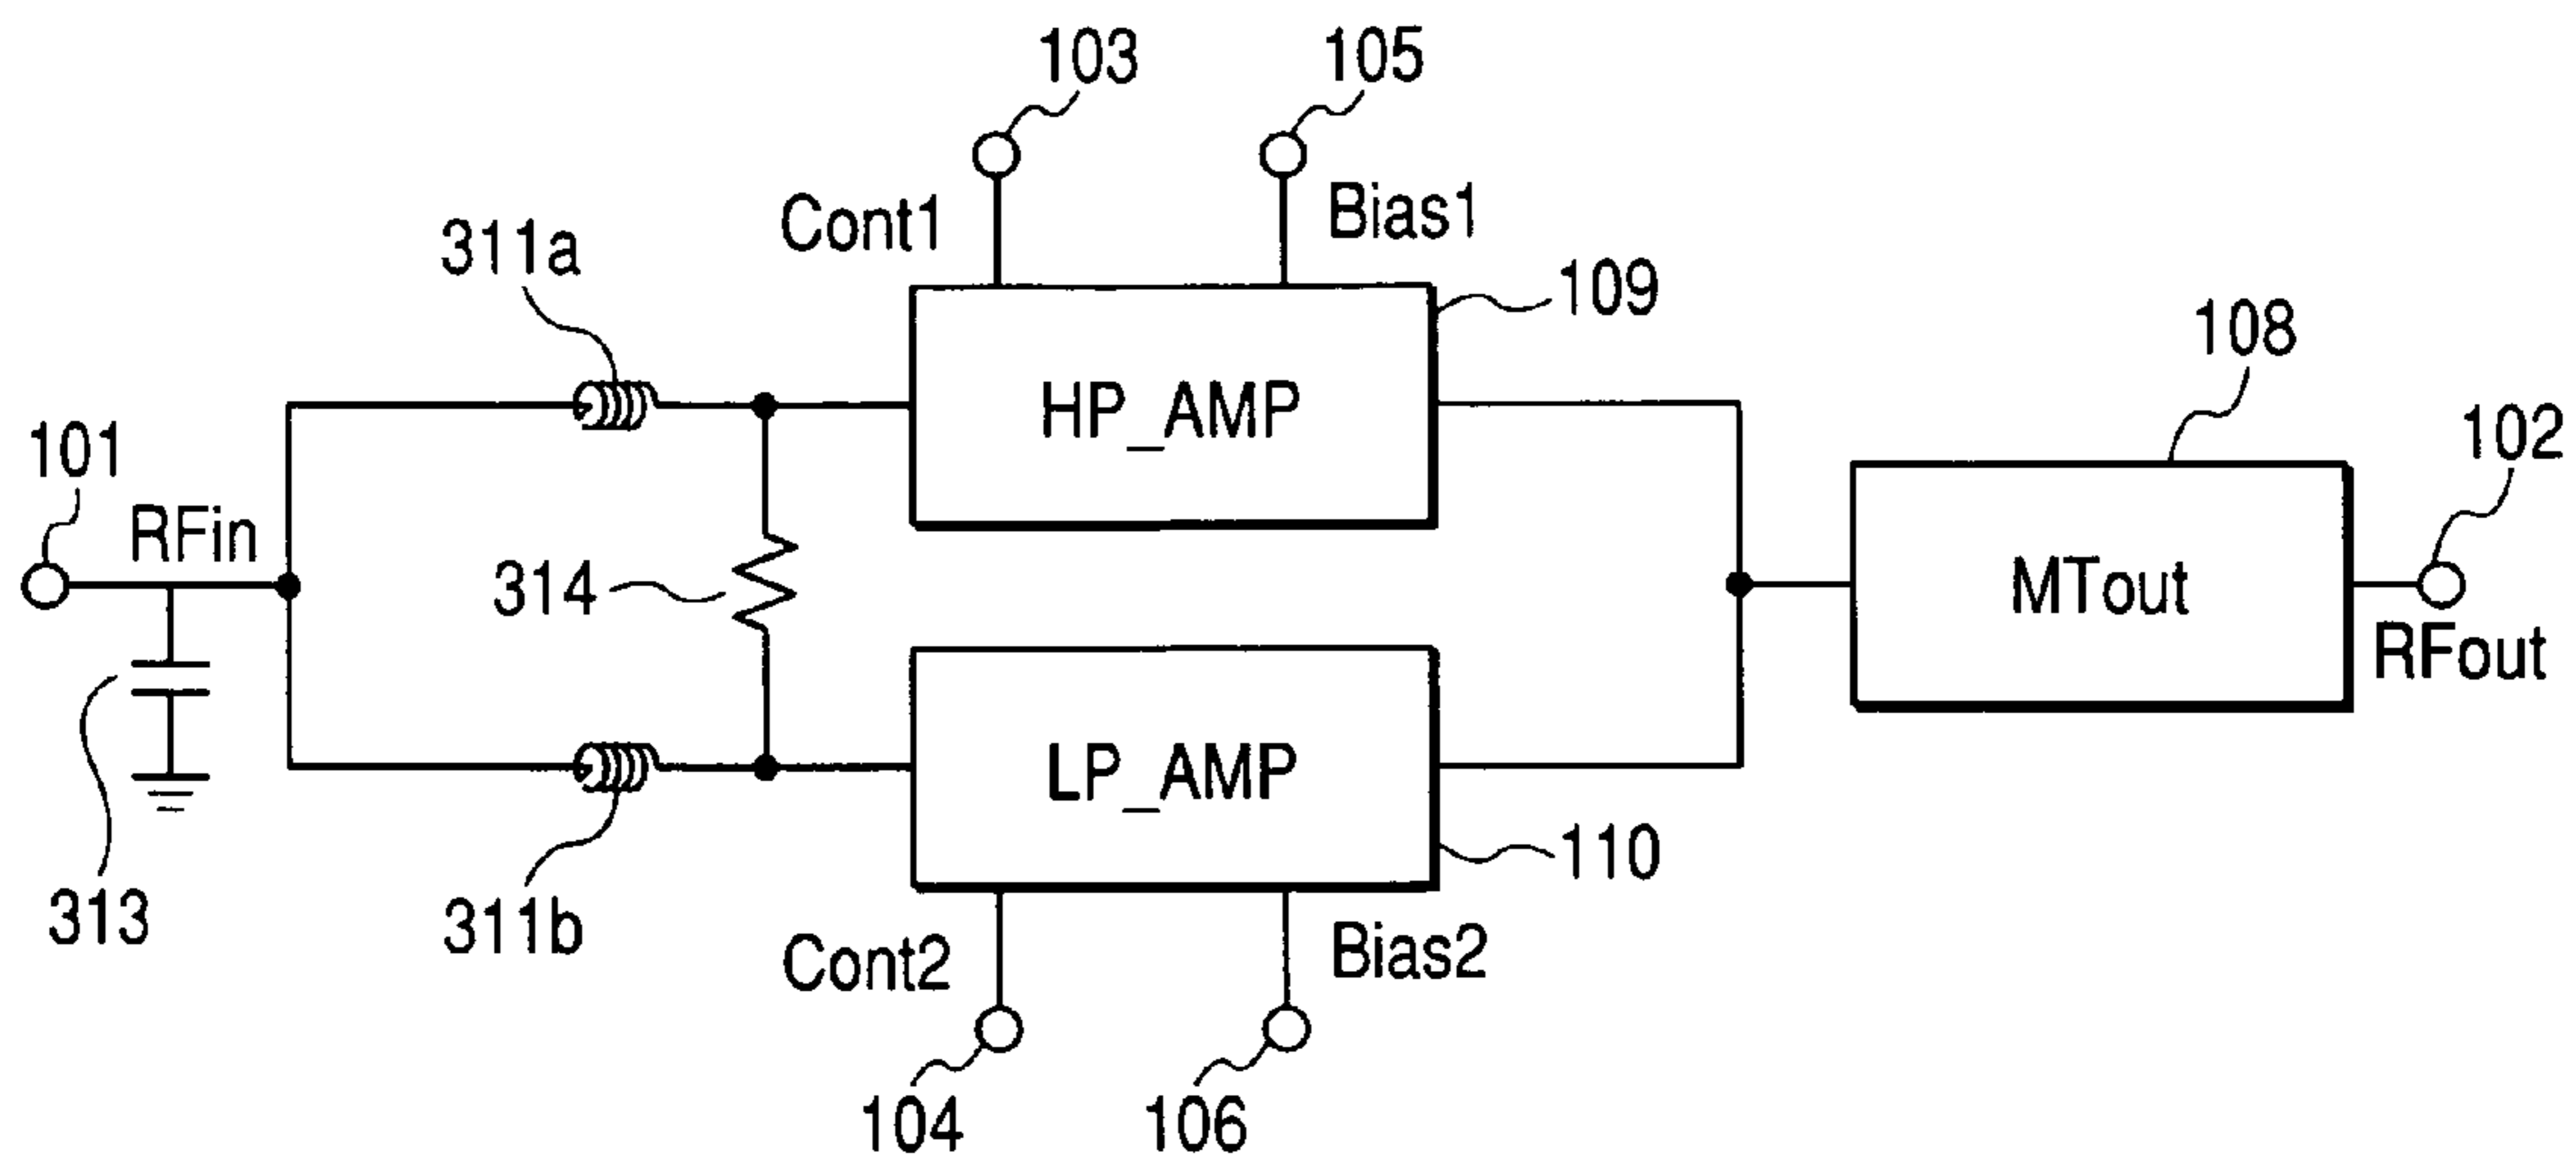 103
105
Cont1
Bias1
311a
109
108
HP_AMP
101
102
RFin
314
MTout
RFout
LP_AMP
110
313
311b
Cont2
Bias2
104
106